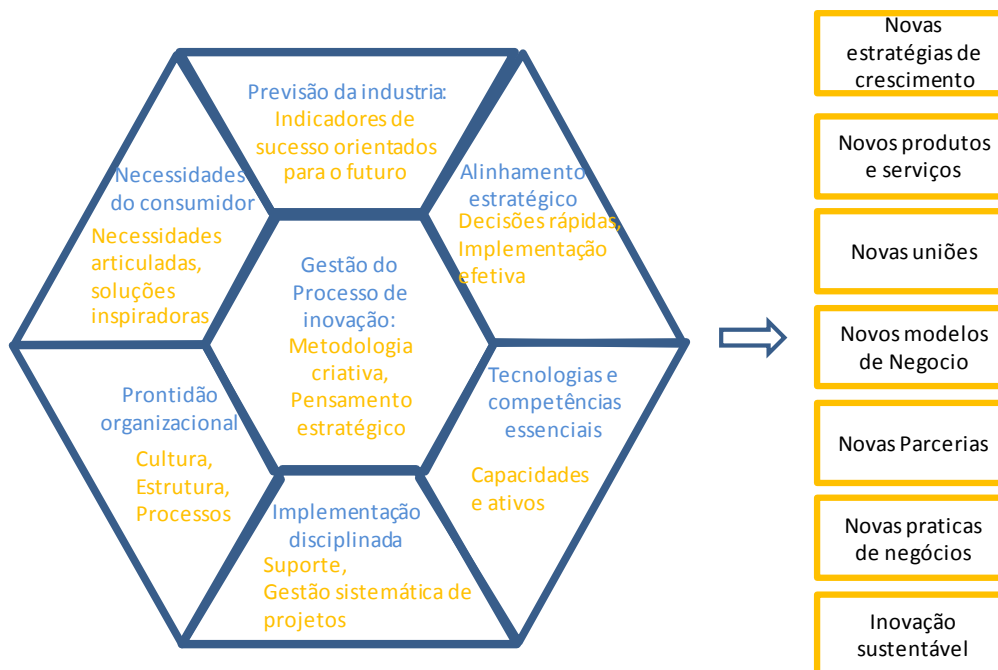 Previsão da industria:
Indicadores de
sucesso orientados
para o futuro
Necessidades
do consumidor
Necessidades
articuladas,
soluções
inspiradoras
Alinhamento
estratégico
Decisões rápidas,
Implementação
efetiva
Gestão do
Processo de
inovação:
Metodologia
criativa,
Pensamento
estratégico
Prontidão
organizacional
Cultura,
Estrutura,
Processos
Tecnologias e
competências
essenciais
Capacidades
e ativos
Implementação
disciplinada
Suporte,
Gestão sistemática de
projetos
Novas
estratégias de
crescimento
Novos produtos
e serviços
Novas uniões
Novos modelos
de Negocio
Novas Parcerias
Novas praticas
de negócios
Inovação
sustentável